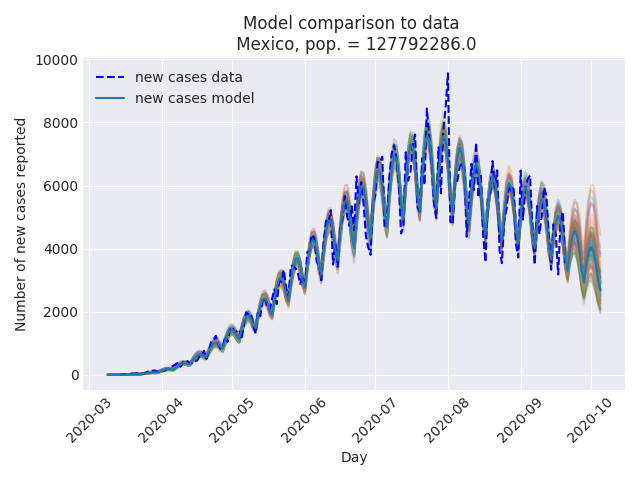 Model comparison to data
Mexico, pop. = 127792286.0
new cases data
new cases model
Number of new cases reported
10000
8000
6000
4000
2000
0
2020-03
2020-04
2020-05
2020-06
2020-07
2020-08
2020-09
2020-10
Day